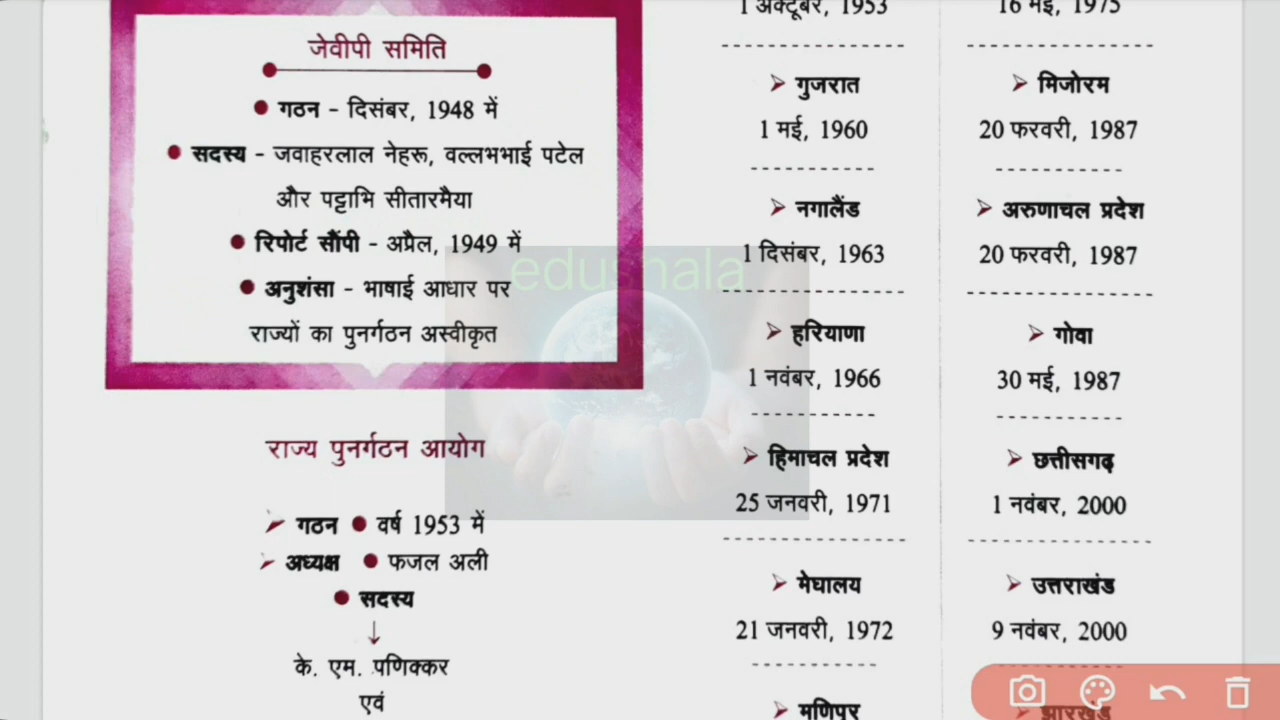 जेवीपी समिति
गठन - दिसंबर, 1948 में
सदस्य - जवाहरलाल नेहरू, वल्लभभाई पटेल
और पट्टाभि सीतारमैया
रिपोर्ट सौंपी - अप्रैल, 1949 में
अनुशंसा - भाषाई आधार पर
राज्यों का पुनर्गठन अस्वीकृत
राज्य पुनर्गठन आयोग
गठन वर्ष 1953 में
अध्यक्ष फजल अली
सदस्य
के. एम. पणिक्कर
एवं
1 अक्टूबर, 1953
गुजरात
1 मई, 1960
नगालैंड
1 दिसंबर, 1963
हरियाणा
1 नवंबर, 1966
हिमाचल प्रदेश
25 जनवरी, 1971
मेघालय
21 जनवरी, 1972
मणिपुर
16 मई, 1975
मिजोरम
20 फरवरी, 1987
अरुणाचल प्रदेश
20 फरवरी, 1987
गोवा
30 मई, 1987
छत्तीसगढ़
1 नवंबर, 2000
उत्तराखंड
9 नवंबर, 2000
झारखंड
edushala